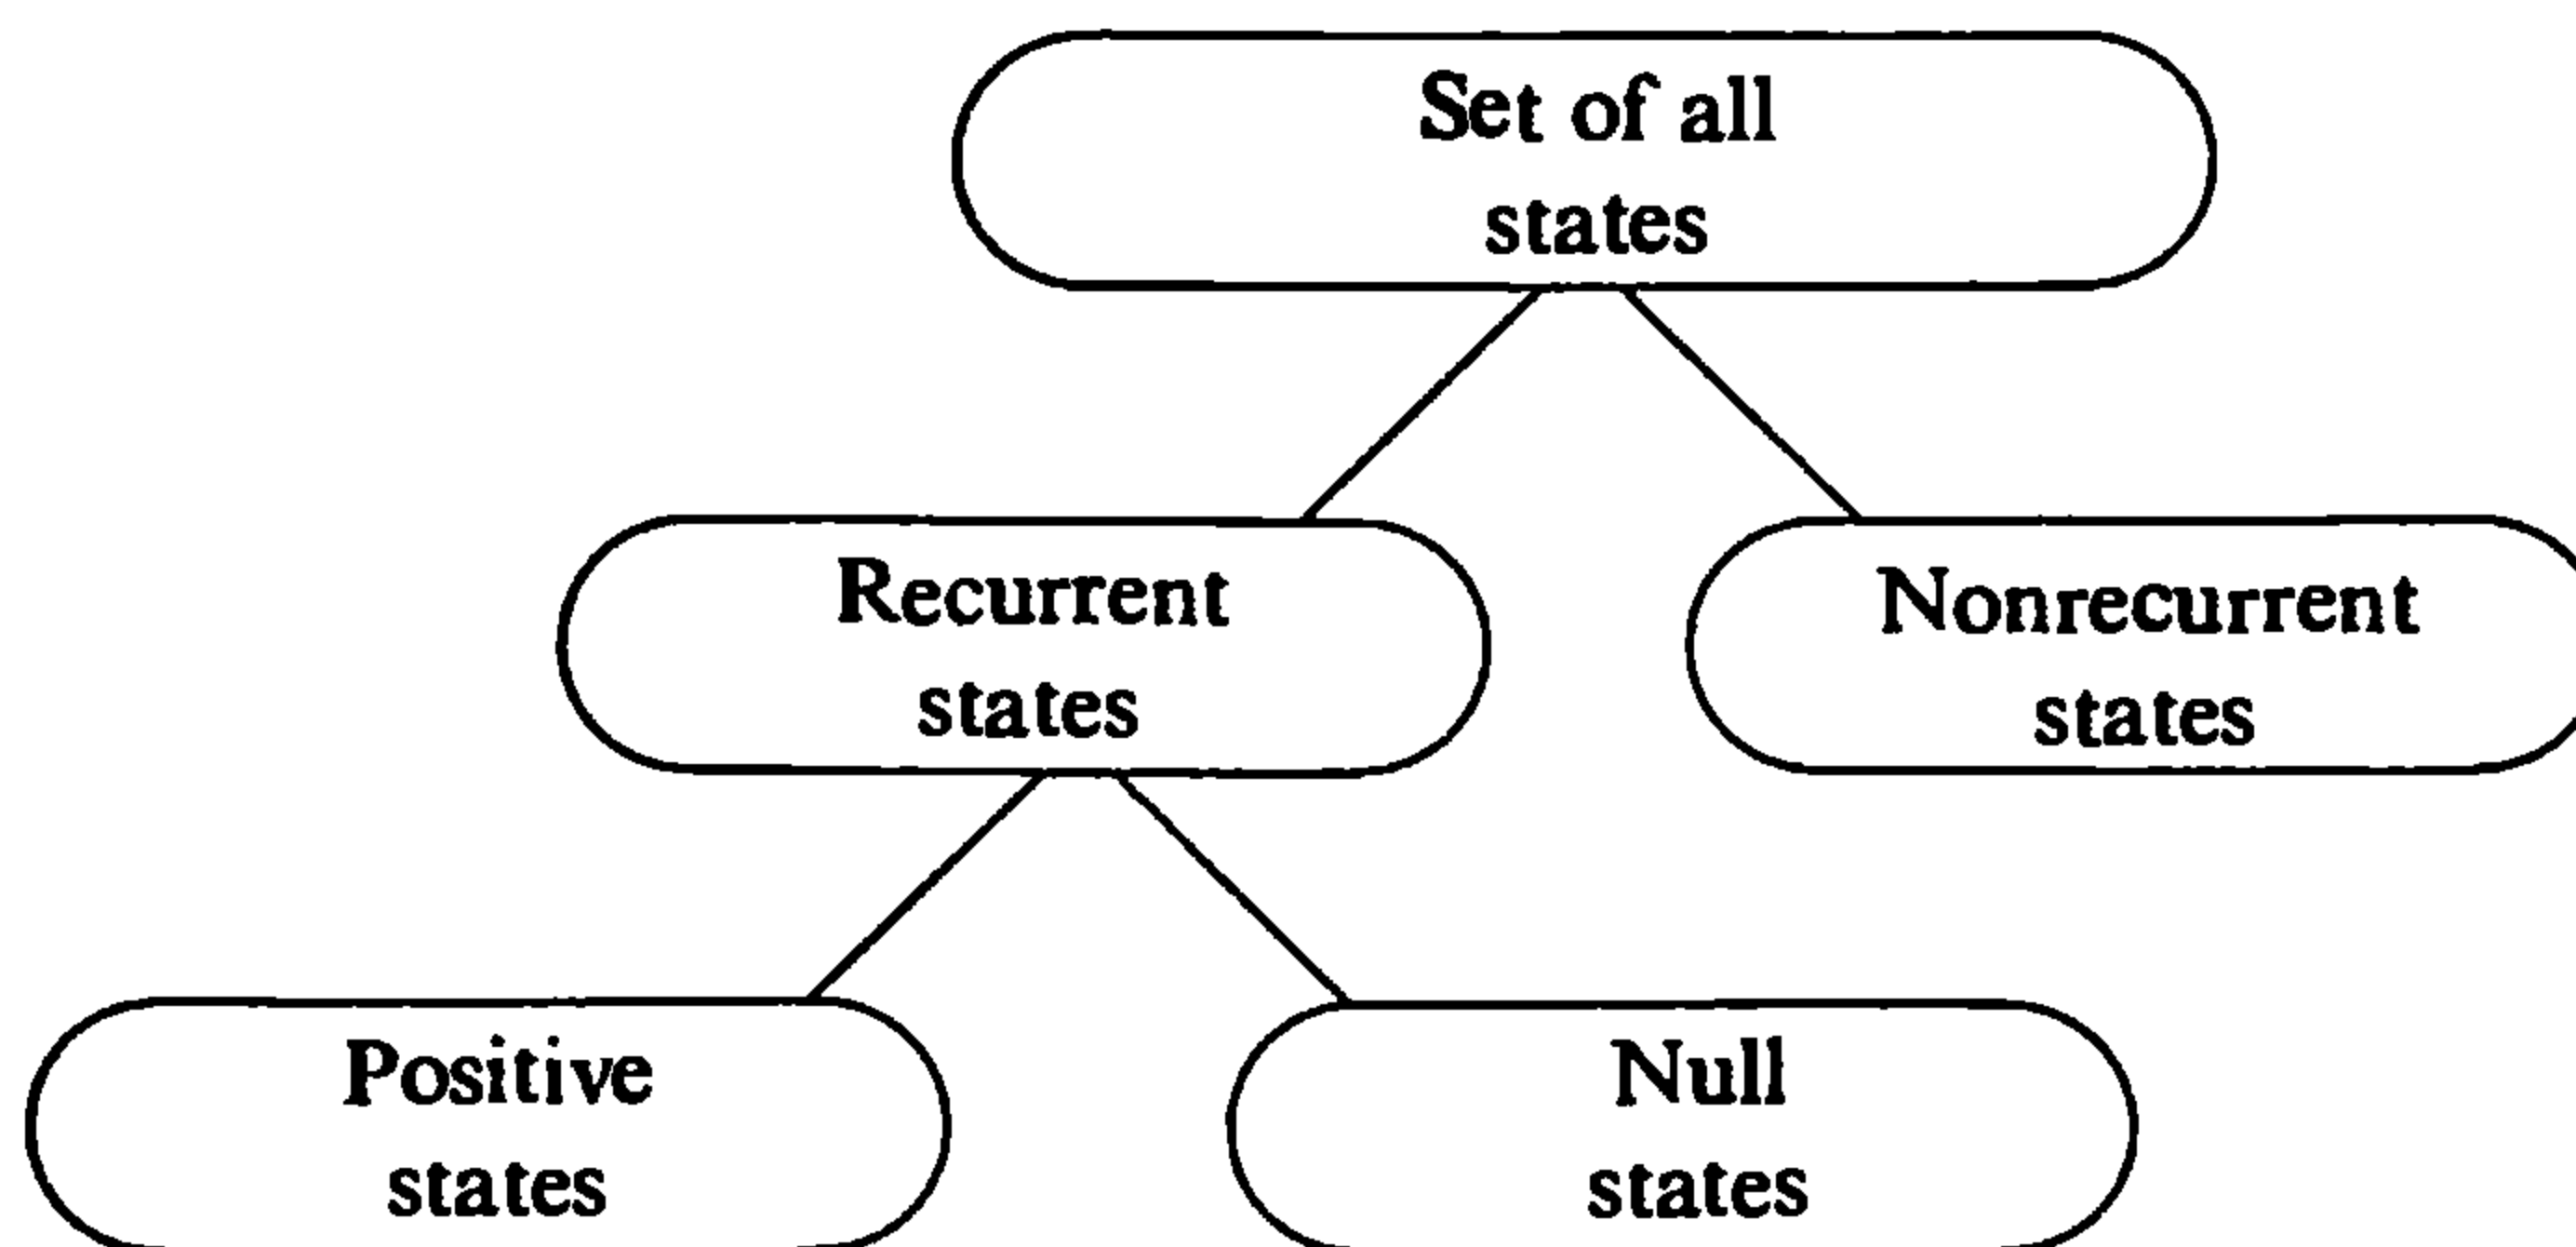 Set of all
states
Recurrent
states
Nonrecurrent
states
Positive
states
Null
states